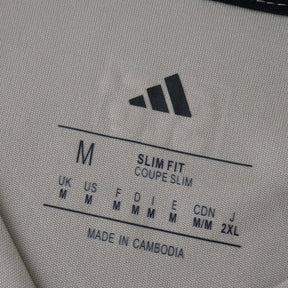 M SLIM FIT
COUPE SLIM
UK US F D I E CDN J
M M M M M M M/M 2XL
MADE IN CAMBODIA